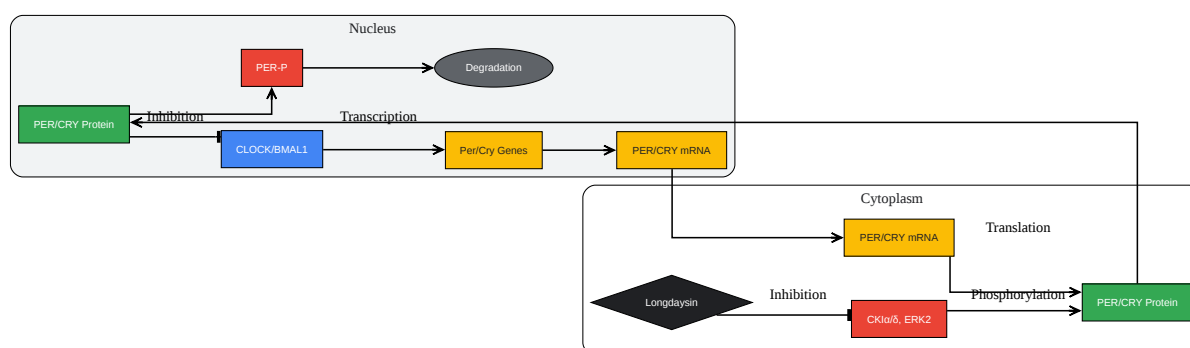 Nucleus
PER-P
Degradation
PER/CRY Protein
Inhibition
Transcription
CLOCK/BMAL1
Per/Cry Genes
PER/CRY mRNA
Cytoplasm
PER/CRY mRNA
Translation
Longdaysin
Inhibition
CKIα/δ, ERK2
Phosphorylation
PER/CRY Protein